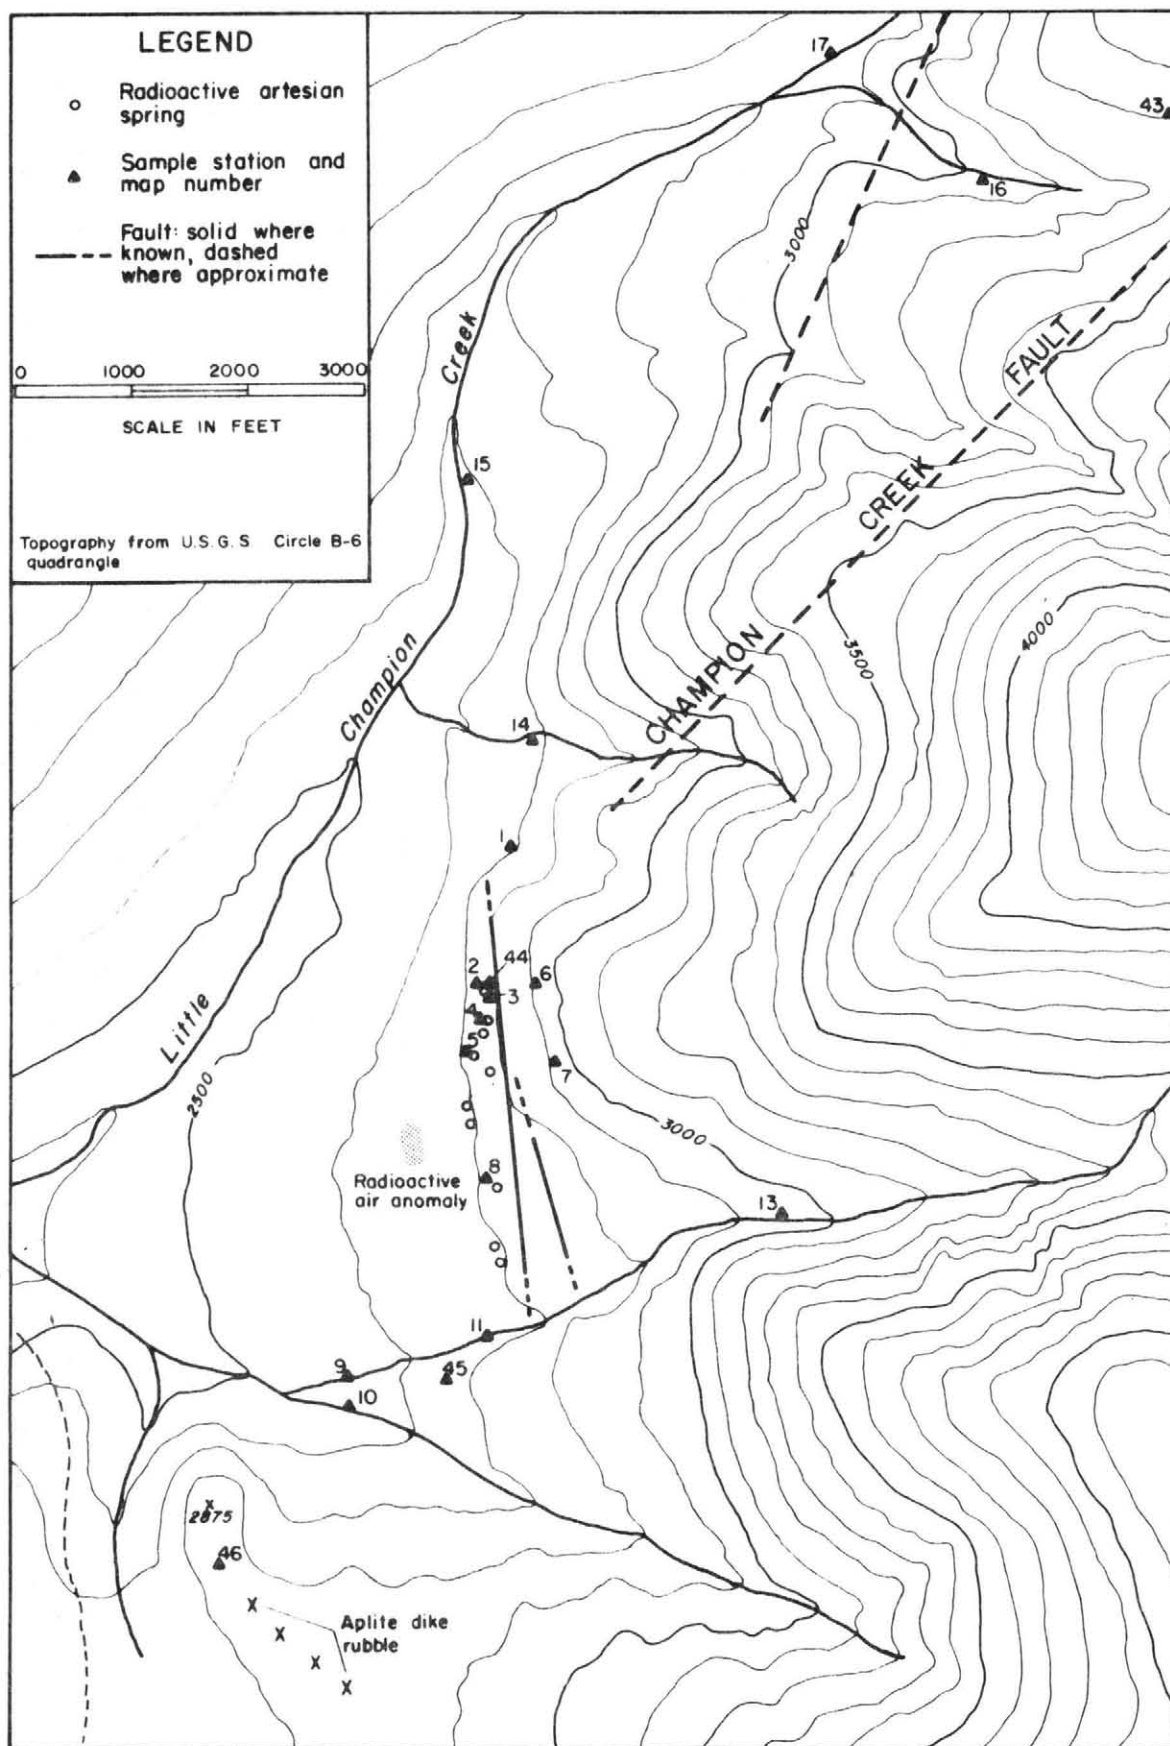 LEGEND
Radioactive artesian
spring
Sample station and
map number
Fault: solid where
known, dashed
where approximate
0 1000 2000 3000
SCALE IN FEET
Topography from U.S.G.S Circle B-6
quadrangle
17
43
16
3000
FAULT
CREEK
CHAMPION
Creek
15
Champion
3500
4000
14
1
2
44
6
3
4
5
7
Little
2500
3000
8
Radioactive
air anomaly
13
11
9
45
10
2875
46
Aplite dike
rubble